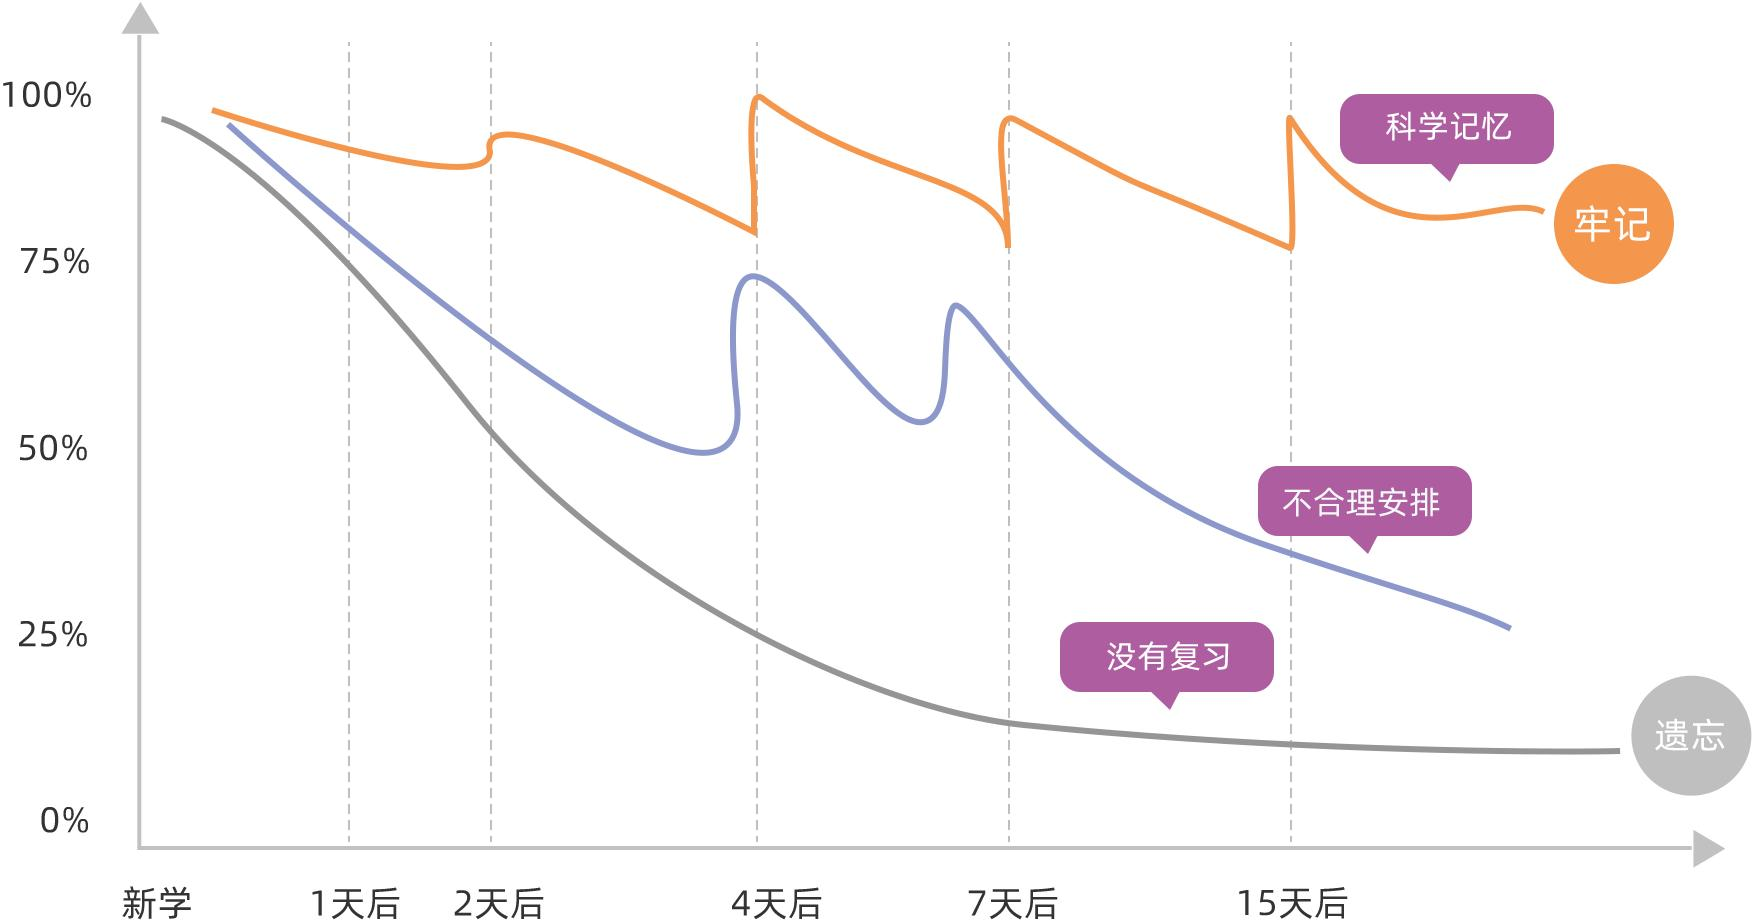 100%
科学记忆
牢记
75%
50%
不合理安排
25%
没有复习
遗忘
0%
新学 1天后 2天后 4天后 7天后 15天后